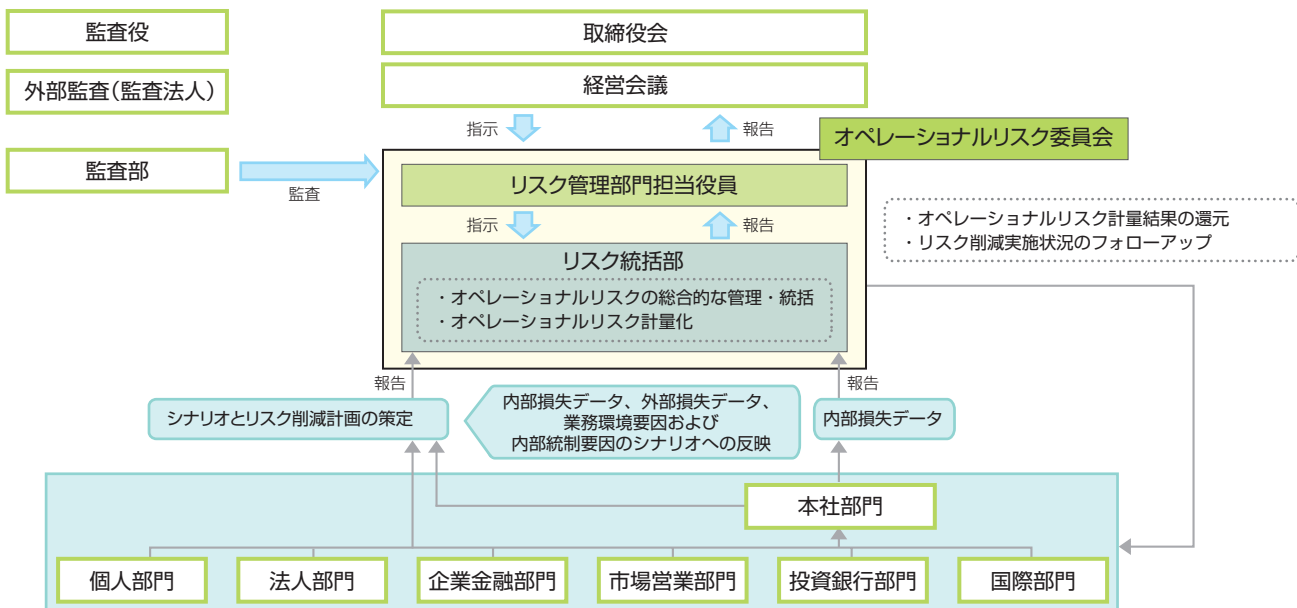 監査役
取締役会
外部監査(監査法人)
経営会議
指示
報告
オペレーショナルリスク委員会
監査部
監査
リスク管理部門担当役員
指示
報告
・オペレーショナルリスク計量結果の還元
・リスク削減実施状況のフォローアップ
リスク統括部
・オペレーショナルリスクの総合的な管理・統括
・オペレーショナルリスク計量化
報告
報告
シナリオとリスク削減計画の策定
内部損失データ、外部損失データ、
業務環境要因および
内部統制要因のシナリオへの反映
内部損失データ
本社部門
個人部門
法人部門
企業金融部門
市場営業部門
投資銀行部門
国際部門